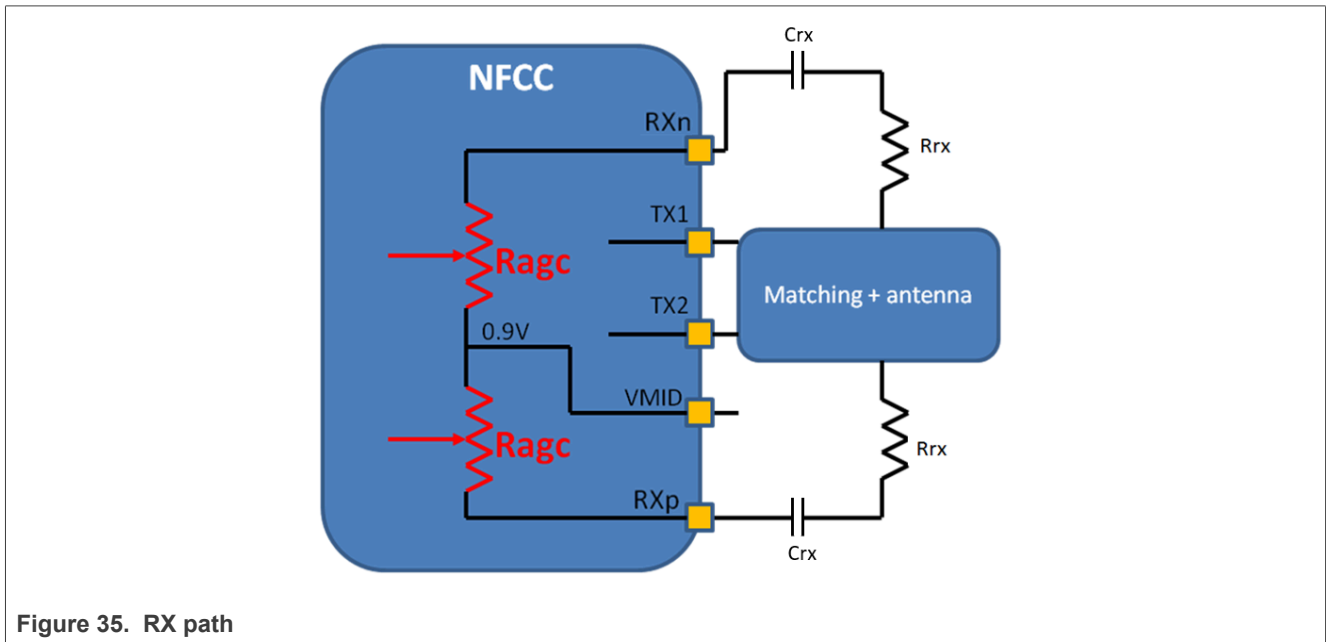 Crx
NFCC
RXn
Rrx
TX1
Ragc
Matching + antenna
TX2
0.9V
VMID
Ragc
Rrx
RXp
Crx
Figure 35. RX path